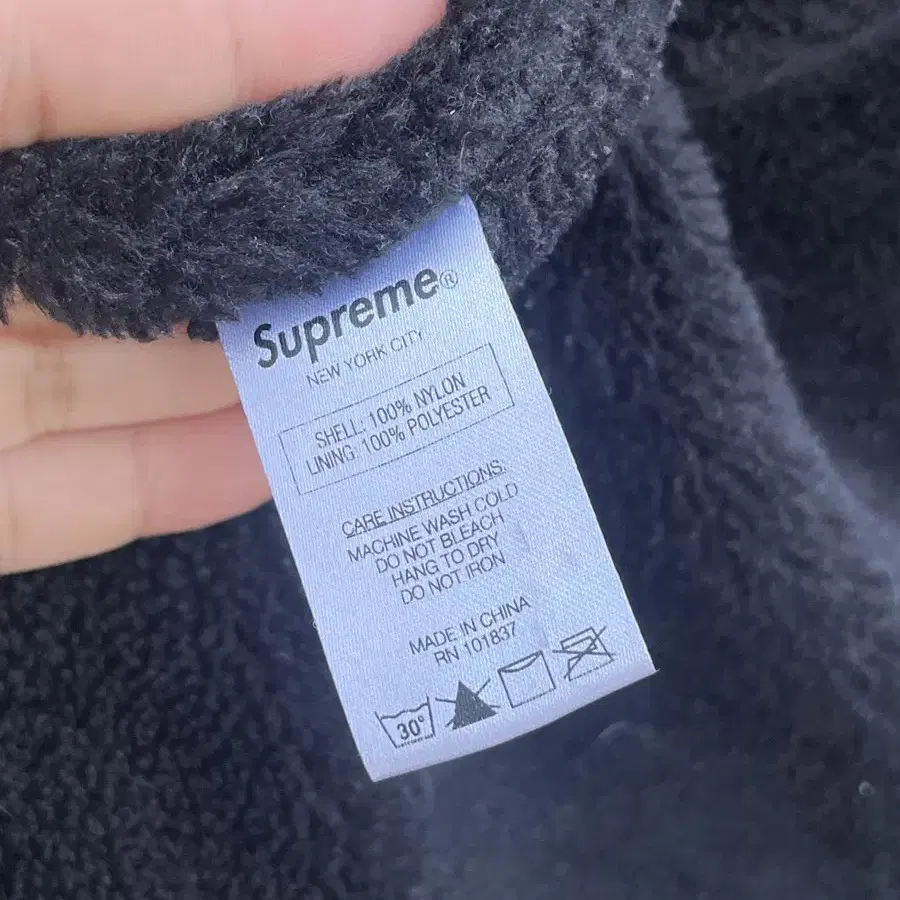 Supreme®
NEW YORK CITY
SHELL: 100% NYLON
LINING: 100% POLYESTER
CARE INSTRUCTIONS:
MACHINE WASH COLD
DO NOT BLEACH
HANG TO DRY
DO NOT IRON
MADE IN CHINA
RN 101837
30°